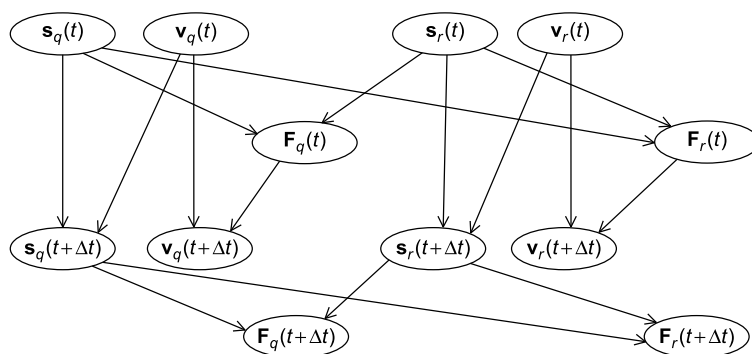 s_q(t) v_q(t) s_r(t) v_r(t)
F_q(t) F_r(t)
s_q(t+Δt) v_q(t+Δt) s_r(t+Δt) v_r(t+Δt)
F_q(t+Δt) F_r(t+Δt)